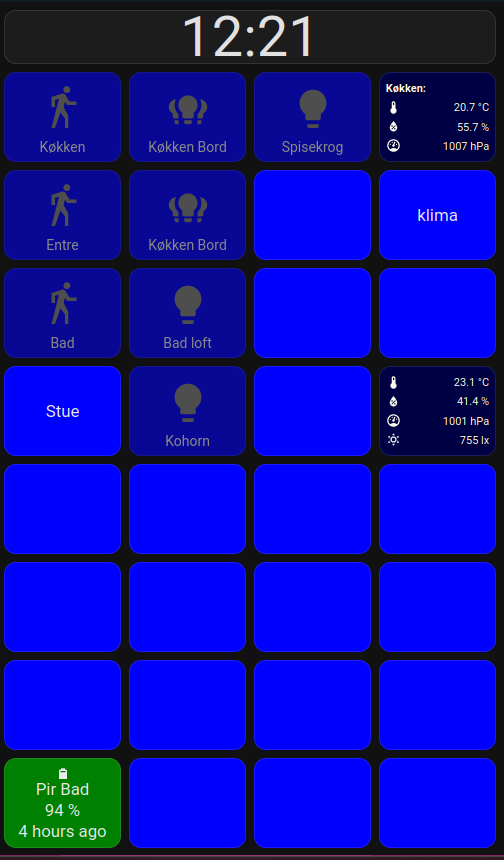 12:21
Køkken
Køkken Bord
Spisekrog
Køkken:
20.7 °C
55.7 %
1007 hPa
Entre
Køkken Bord
klima
Bad
Bad loft
Stue
Kohorn
23.1 °C
41.4 %
1001 hPa
755 lx
Pir Bad
94 %
4 hours ago